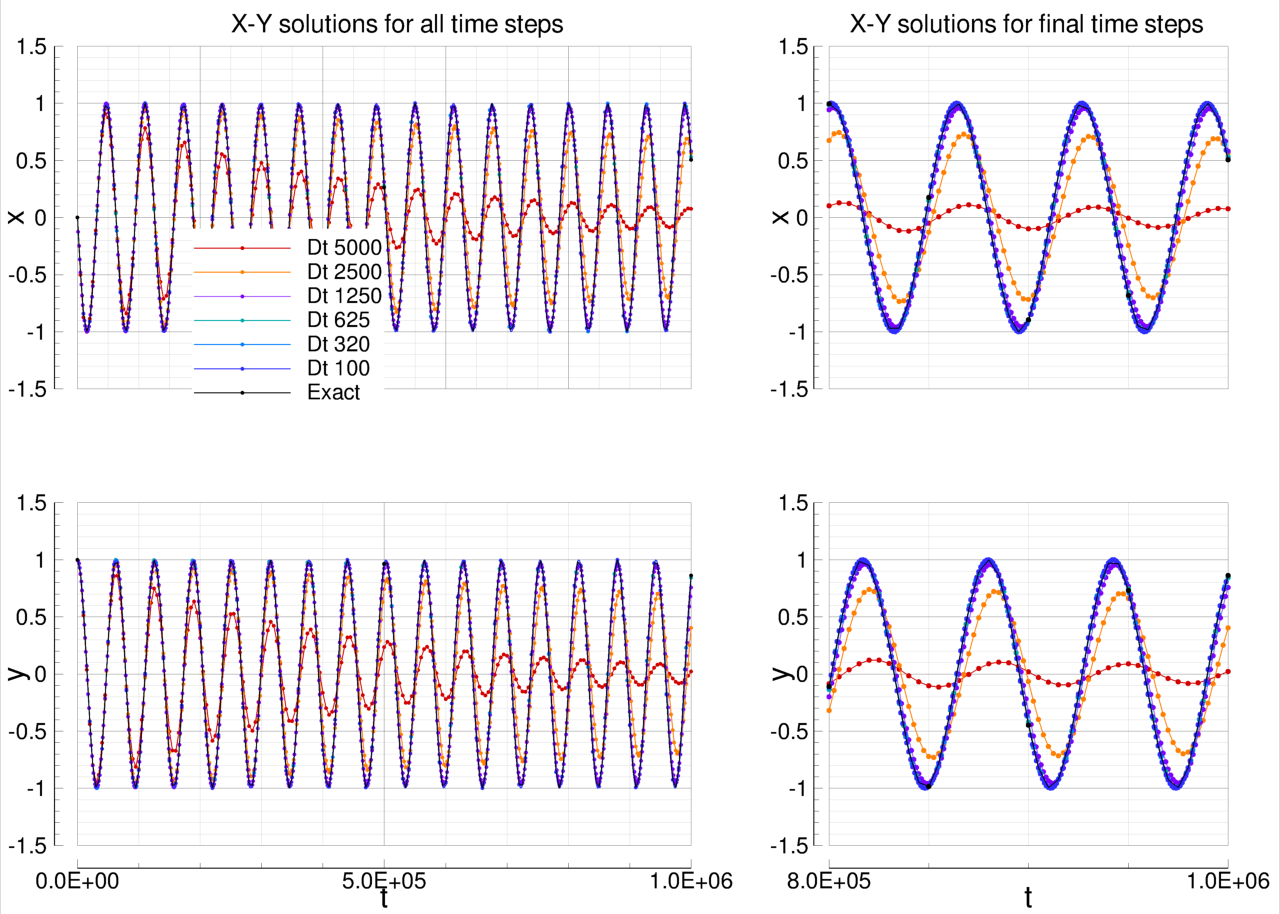 X-Y solutions for all time steps
1.5
1
0.5
0
-0.5
-1
-1.5
x
Dt 5000
Dt 2500
Dt 1250
Dt 625
Dt 320
Dt 100
Exact
X-Y solutions for final time steps
1.5
1
0.5
0
-0.5
-1
-1.5
x
1.5
1
0.5
0
-0.5
-1
-1.5
y
0.0E+00
5.0E+05
1.0E+06
t
1.5
1
0.5
0
-0.5
-1
-1.5
y
8.0E+05
1.0E+06
t